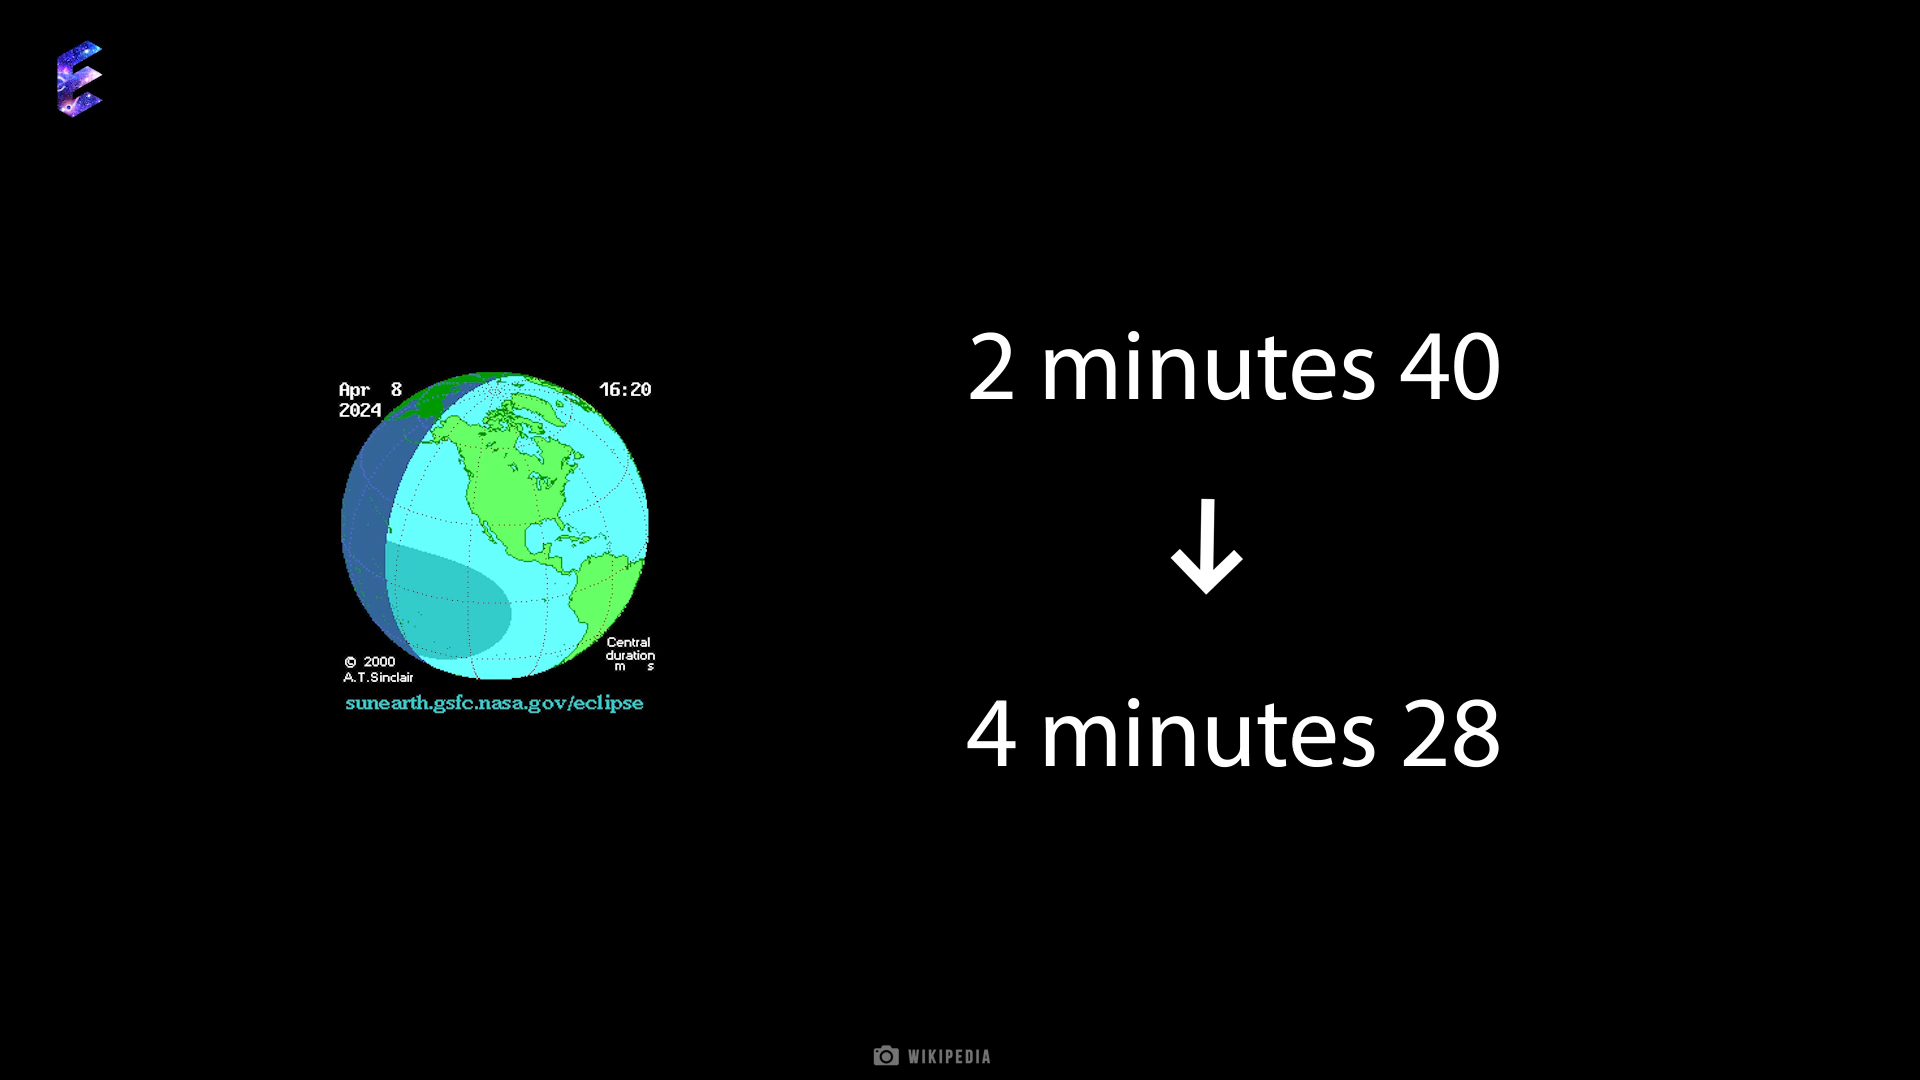 E
Apr 8
2024
16:20
© 2000
A.T.Sinclair
Central
duration
m s
sunearth.gsfc.nasa.gov/eclipse
2 minutes 40
↓
4 minutes 28
WIKIPEDIA